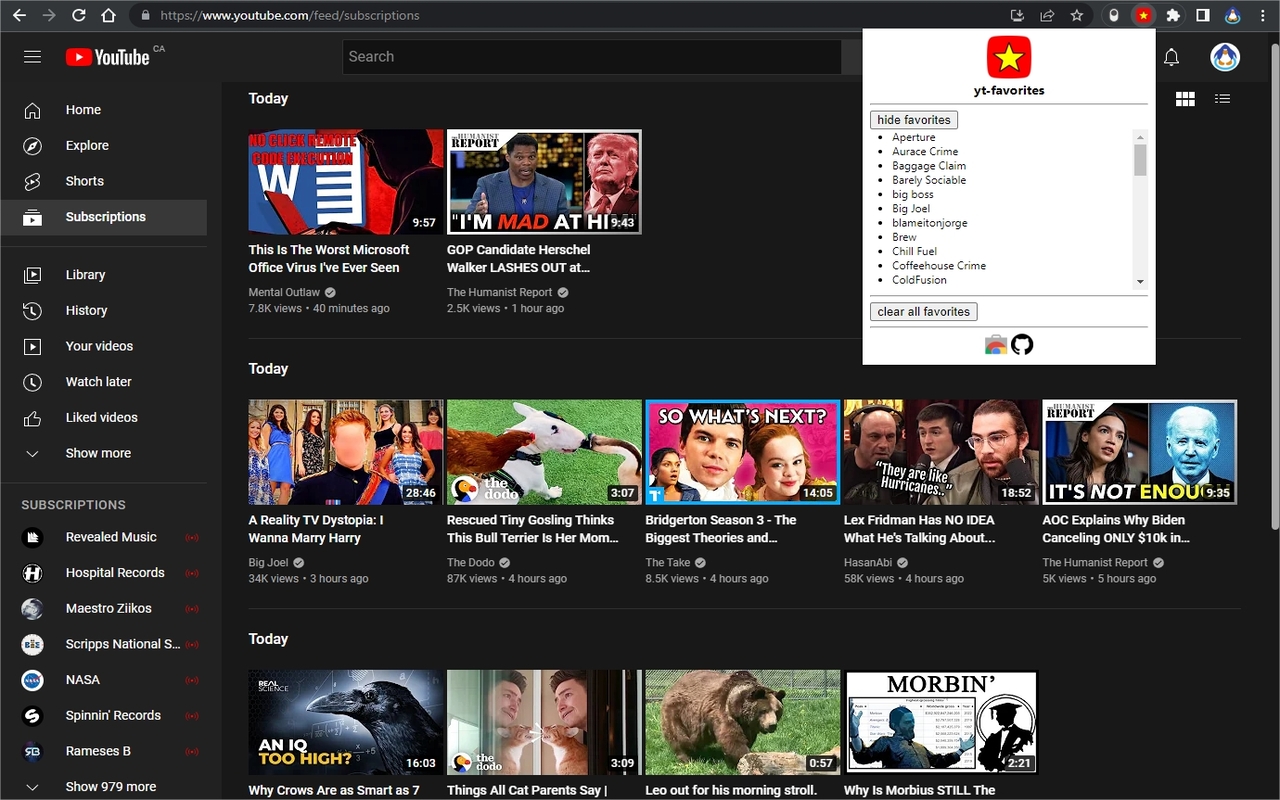 https://www.youtube.com/feed/subscriptions
YouTube CA
Search
yt-favorites
hide favorites
Aperture
Aurace Crime
Baggage Claim
Barely Sociable
big boss
Big Joel
blameitonjorge
Brew
Chill Fuel
Coffeehouse Crime
ColdFusion
clear all favorites
Home
Explore
Shorts
Subscriptions
Library
History
Your videos
Watch later
Liked videos
Show more
SUBSCRIPTIONS
Revealed Music
Hospital Records
Maestro Ziikos
Scripps National S...
NASA
Spinnin' Records
Rameses B
Show 979 more
Today
NO CLICK REMOTE
CODE EXECUTION
W
9:57
This Is The Worst Microsoft
Office Virus I've Ever Seen
Mental Outlaw
7.8K views • 40 minutes ago
HUMANIST
REPORT
"I'M MAD AT HI
9:43
GOP Candidate Herschel
Walker LASHES OUT at...
The Humanist Report
2.5K views • 1 hour ago
Today
28:46
A Reality TV Dystopia: I
Wanna Marry Harry
Big Joel
34K views • 3 hours ago
the
dodo
3:07
Rescued Tiny Gosling Thinks
This Bull Terrier Is Her Mom...
The Dodo
87K views • 4 hours ago
SO WHAT'S NEXT?
T
14:05
Bridgerton Season 3 - The
Biggest Theories and...
The Take
8.5K views • 4 hours ago
"They are like
Hurricanes.."
18:52
Lex Fridman Has NO IDEA
What He's Talking About...
HasanAbi
58K views • 4 hours ago
HUMANIST
REPORT
IT'S NOT ENOU
9:35
AOC Explains Why Biden
Canceling ONLY $10k in...
The Humanist Report
5K views • 5 hours ago
Today
REAL
SCIENCE
AN IQ
TOO HIGH?
16:03
Why Crows Are as Smart as 7
the
dodo
3:09
Things All Cat Parents Say |
0:57
Leo out for his morning stroll.
MORBIN'
2:21
Why Is Morbius STILL The